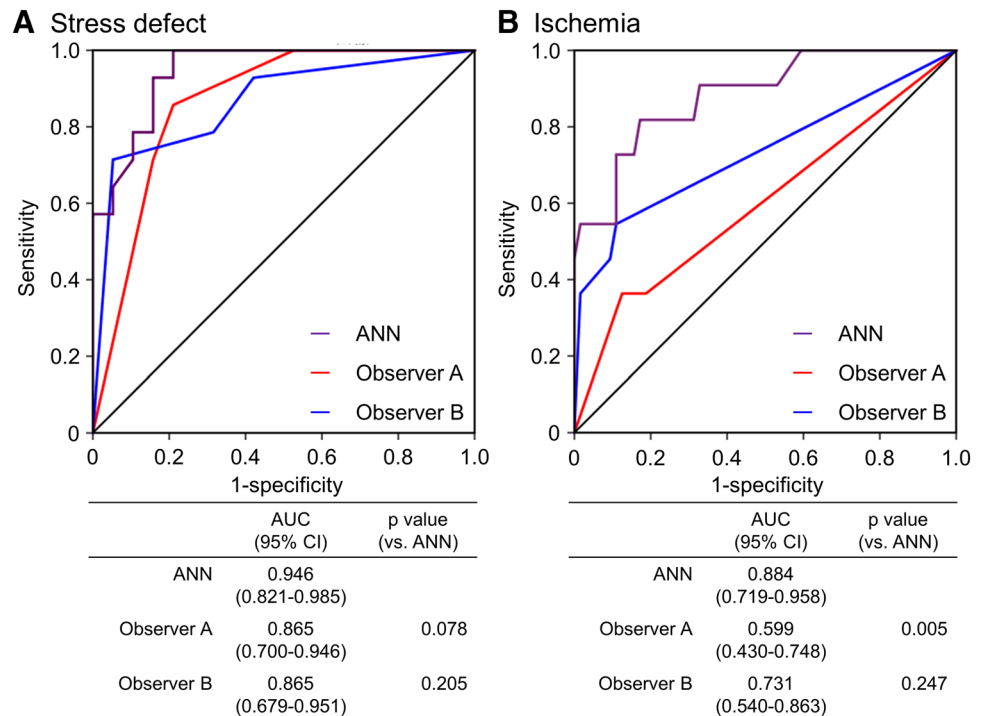 A Stress defect
1.0
0.8
0.6
0.4
0.2
0
Sensitivity
ANN
Observer A
Observer B
0 0.2 0.4 0.6 0.8 1.0
1-specificity
AUC p value
(95% CI) (vs. ANN)
ANN 0.946
(0.821-0.985)
Observer A 0.865 0.078
(0.700-0.946)
Observer B 0.865 0.205
(0.679-0.951)
B Ischemia
1.0
0.8
0.6
0.4
0.2
0
Sensitivity
ANN
Observer A
Observer B
0 0.2 0.4 0.6 0.8 1.0
1-specificity
AUC p value
(95% CI) (vs. ANN)
ANN 0.884
(0.719-0.958)
Observer A 0.599 0.005
(0.430-0.748)
Observer B 0.731 0.247
(0.540-0.863)